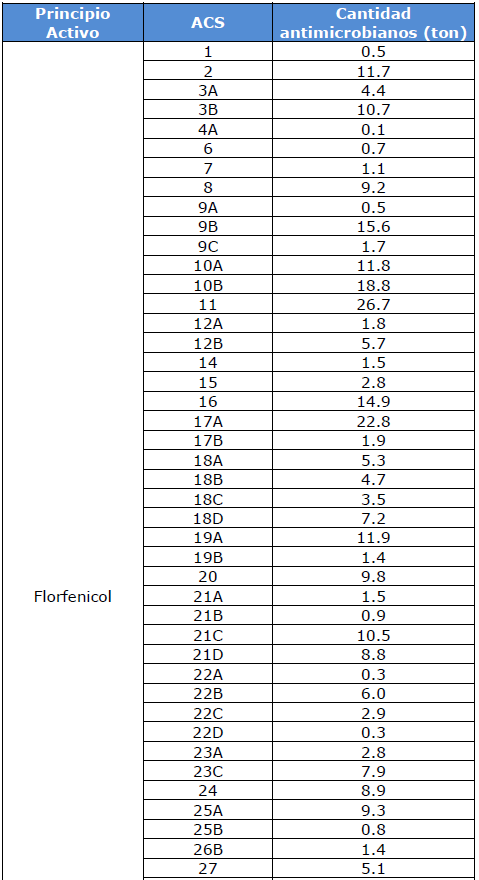 Principio Activo ACS Cantidad antimicrobianos (ton)
1 0.5
2 11.7
3A 4.4
3B 10.7
4A 0.1
6 0.7
7 1.1
8 9.2
9A 0.5
9B 15.6
9C 1.7
10A 11.8
10B 18.8
11 26.7
12A 1.8
12B 5.7
14 1.5
15 2.8
16 14.9
17A 22.8
17B 1.9
18A 5.3
18B 4.7
18C 3.5
18D 7.2
19A 11.9
19B 1.4
20 9.8
Florfenicol 21A 1.5
21B 0.9
21C 10.5
21D 8.8
22A 0.3
22B 6.0
22C 2.9
22D 0.3
23A 2.8
23C 7.9
24 8.9
25A 9.3
25B 0.8
26B 1.4
27 5.1